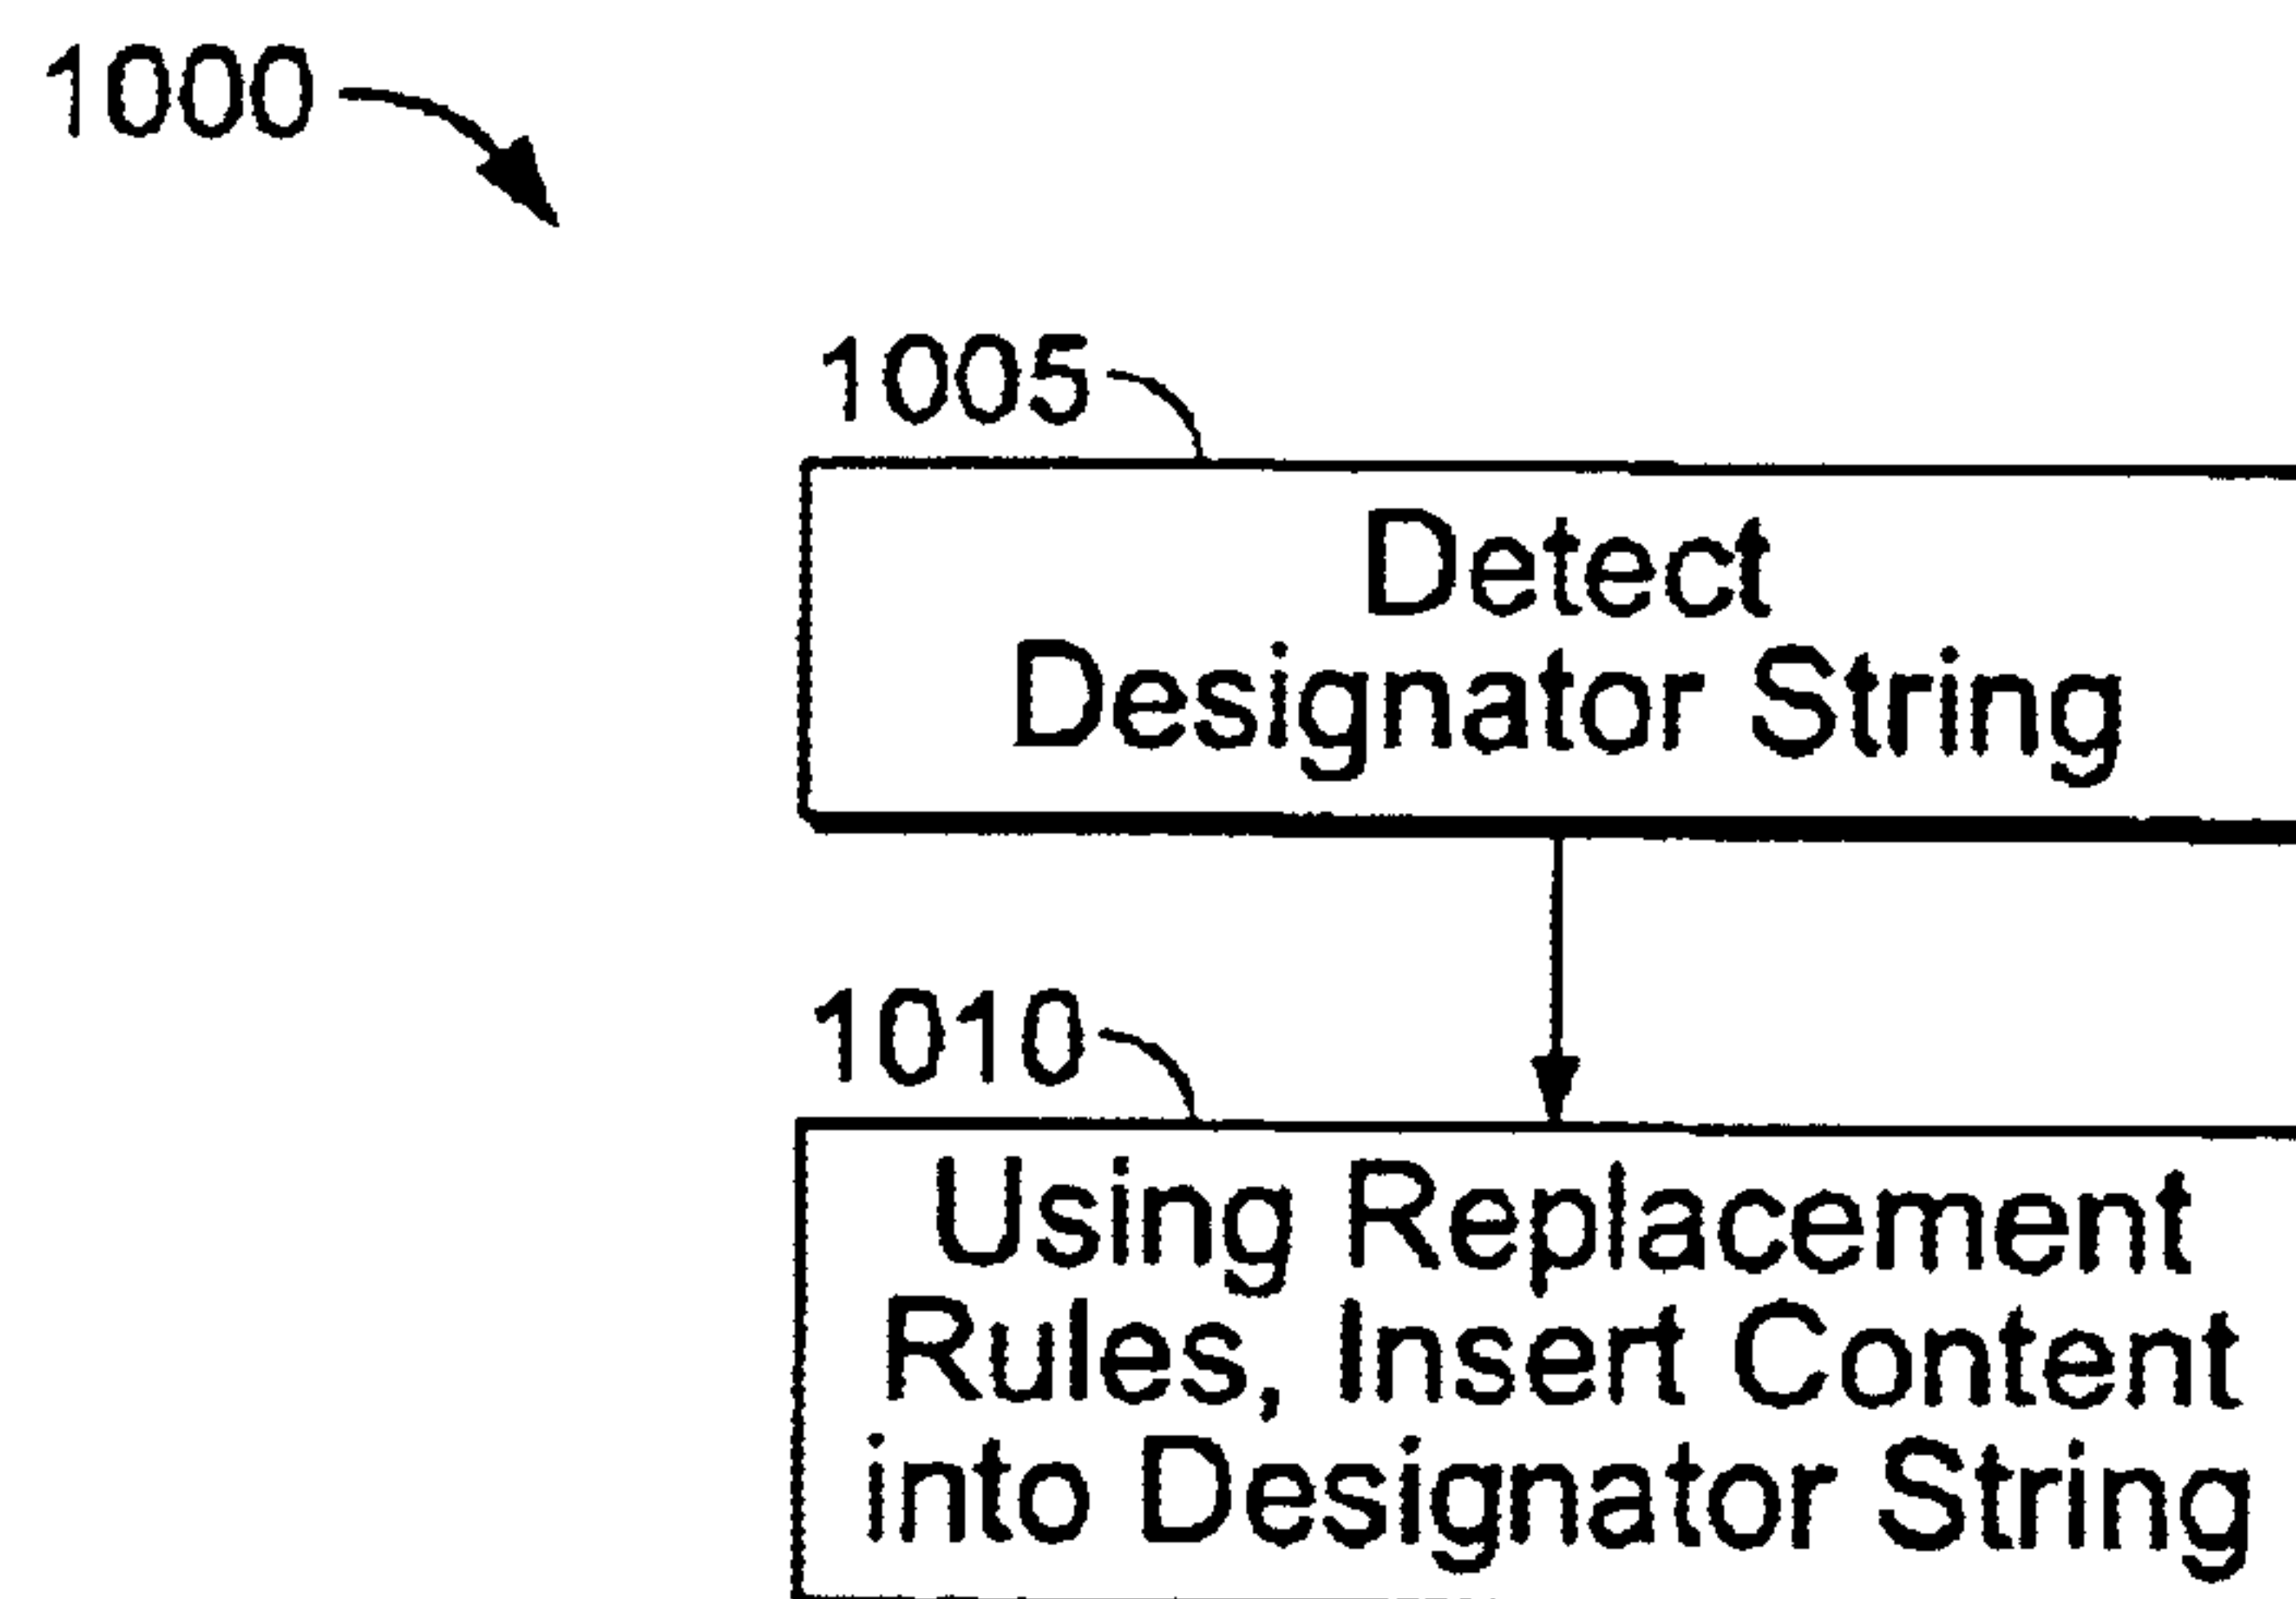 1000
1005
Detect
Designator String
1010
Using Replacement
Rules, Insert Content
into Designator String